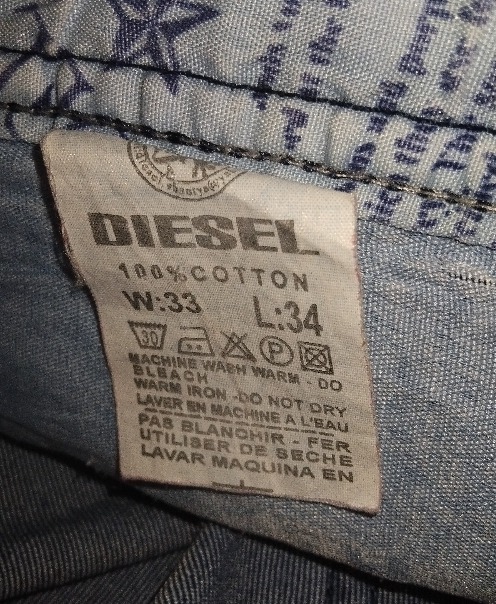 DIESEL
100% COTTON
W:33 L:34
30 P
MACHINE WASH WARM - DO
BLEACH
WARM IRON -DO NOT DRY
LAVER EN MACHINE A L'EAU
PAS BLANCHIR - FER
UTILISER DE SECHE
LAVAR MAQUINA EN